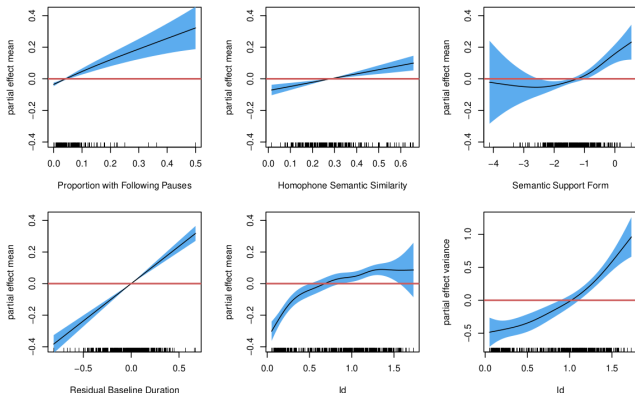 partial effect mean
0.4
0.2
0.0
−0.2
−0.4
0.0 0.1 0.2 0.3 0.4 0.5
Proportion with Following Pauses
partial effect mean
0.4
0.2
0.0
−0.2
−0.4
0.0 0.1 0.2 0.3 0.4 0.5 0.6
Homophone Semantic Similarity
partial effect mean
0.4
0.2
0.0
−0.2
−0.4
−4 −3 −2 −1 0
Semantic Support Form
partial effect mean
0.4
0.2
0.0
−0.2
−0.4
−0.5 0.0 0.5
Residual Baseline Duration
partial effect mean
0.4
0.2
0.0
−0.2
−0.4
0.0 0.5 1.0 1.5
ld
partial effect variance
1.0
0.5
0.0
−0.5
0.0 0.5 1.0 1.5
ld